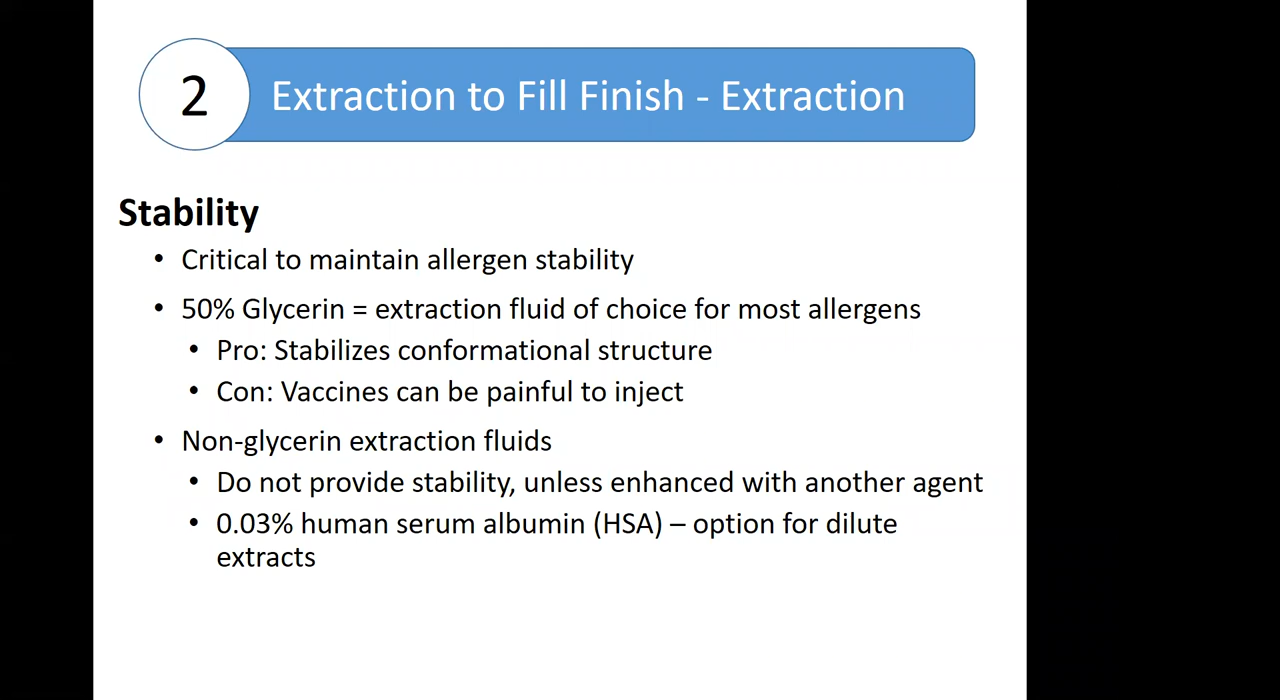 2
Extraction to Fill Finish - Extraction
Stability
• Critical to maintain allergen stability
• 50% Glycerin = extraction fluid of choice for most allergens
• Pro: Stabilizes conformational structure
• Con: Vaccines can be painful to inject
• Non-glycerin extraction fluids
• Do not provide stability, unless enhanced with another agent
• 0.03% human serum albumin (HSA) – option for dilute
extracts